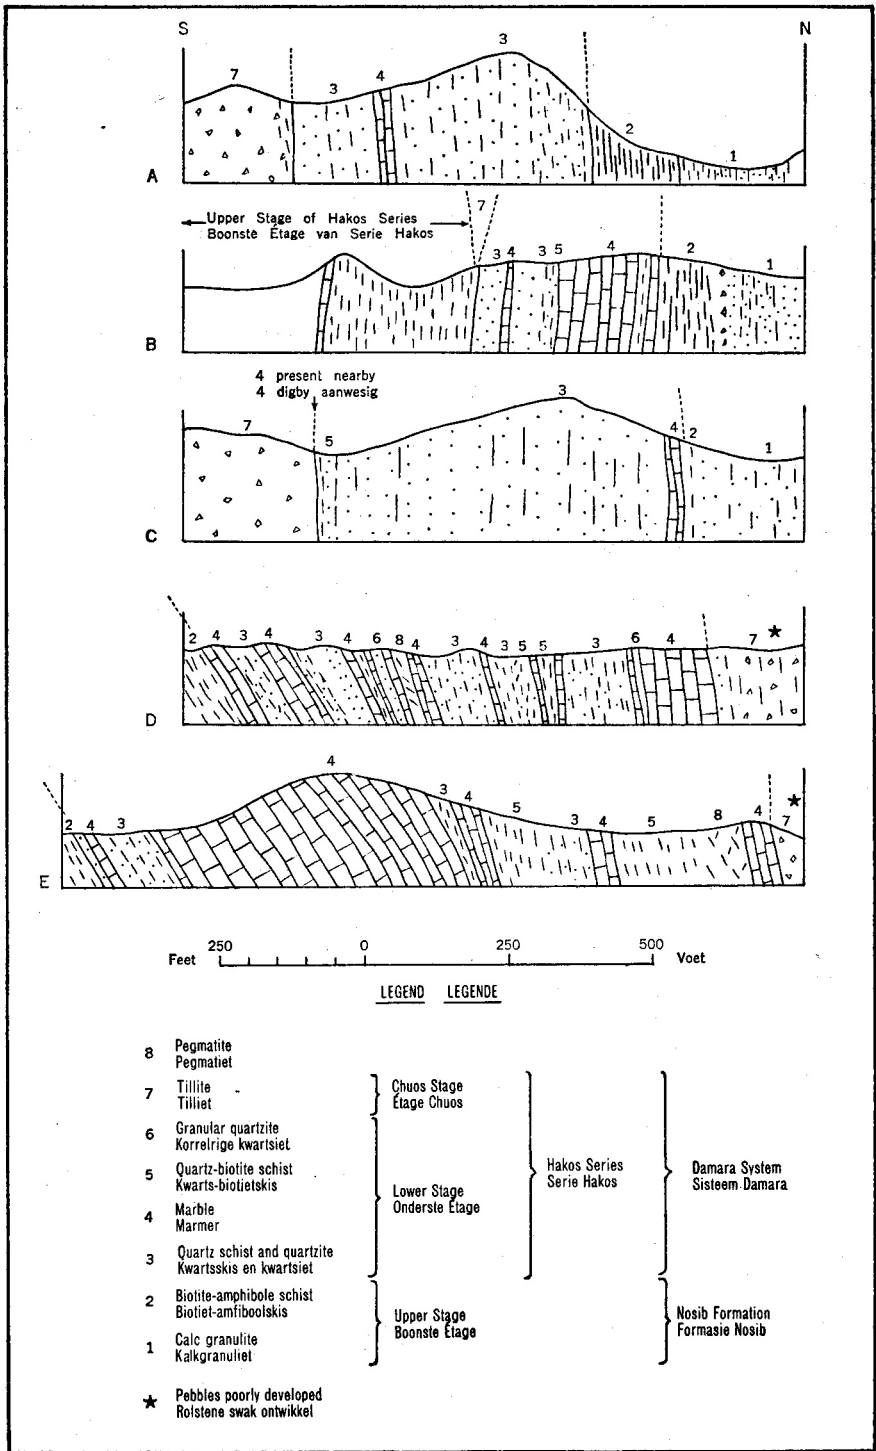 S N
7 3 4 3 2 1
A
Upper Stage of Hakos Series
Boonste Étage van Serie Hakos
7
3 4 3 5 4 2 1
B
4 present nearby
4 digby aanwesig
7 5 3 4 2 1
C
2 4 3 4 3 4 6 8 4 3 4 3 5 5 3 6 4 7 ★
D
2 4 3 4 3 4 5 3 4 5 8 4 7 ★
E
250 0 250 500
Feet Voet
LEGEND LEGENDE
8 Pegmatite
Pegmatiet
7 Tillite
Tilliet
Chuos Stage
Étage Chuos
6 Granular quartzite
Korrelrige kwartsiet
5 Quartz-biotite schist
Kwarts-biotietskis
4 Marble
Marmer
3 Quartz schist and quartzite
Kwartsskis en kwartsiet
Lower Stage
Onderste Étage
Hakos Series
Serie Hakos
Damara System
Sisteem Damara
2 Biotite-amphibole schist
Biotiet-amfiboolskis
1 Calc granulite
Kalkgranuliet
Upper Stage
Boonste Étage
Nosib Formation
Formasie Nosib
★ Pebbles poorly developed
Rolstene swak ontwikkel